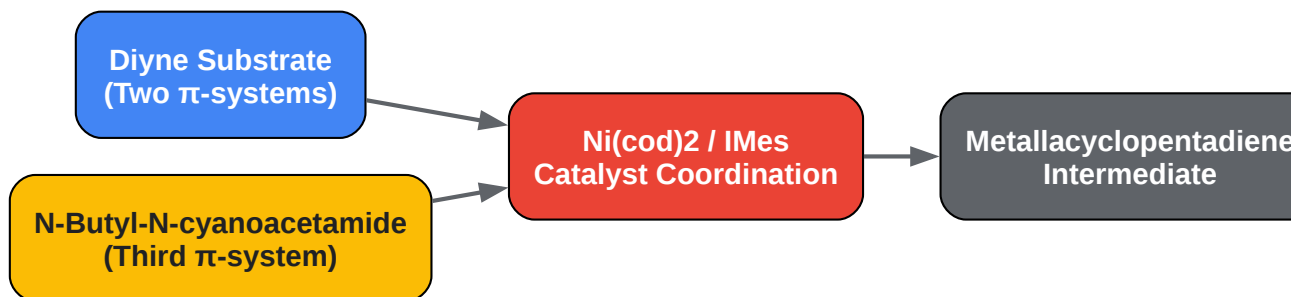 Diyne Substrate
(Two π-systems)
N-Butyl-N-cyanoacetamide
(Third π-system)
Ni(cod)2 / IMes
Catalyst Coordination
Metallacyclopentadiene
Intermediate